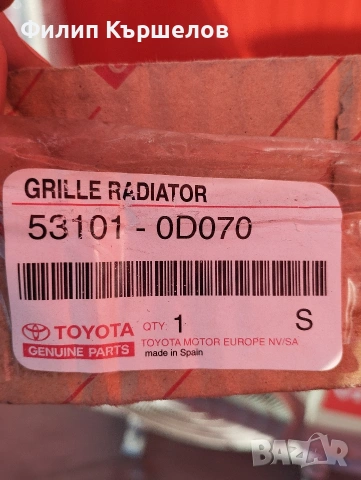 Филип Кършелов
GRILLE RADIATOR
53101 - 0D070
TOYOTA
GENUINE PARTS
QTY: 1
S
TOYOTA MOTOR EUROPE NV/SA
made in Spain
BAZAR